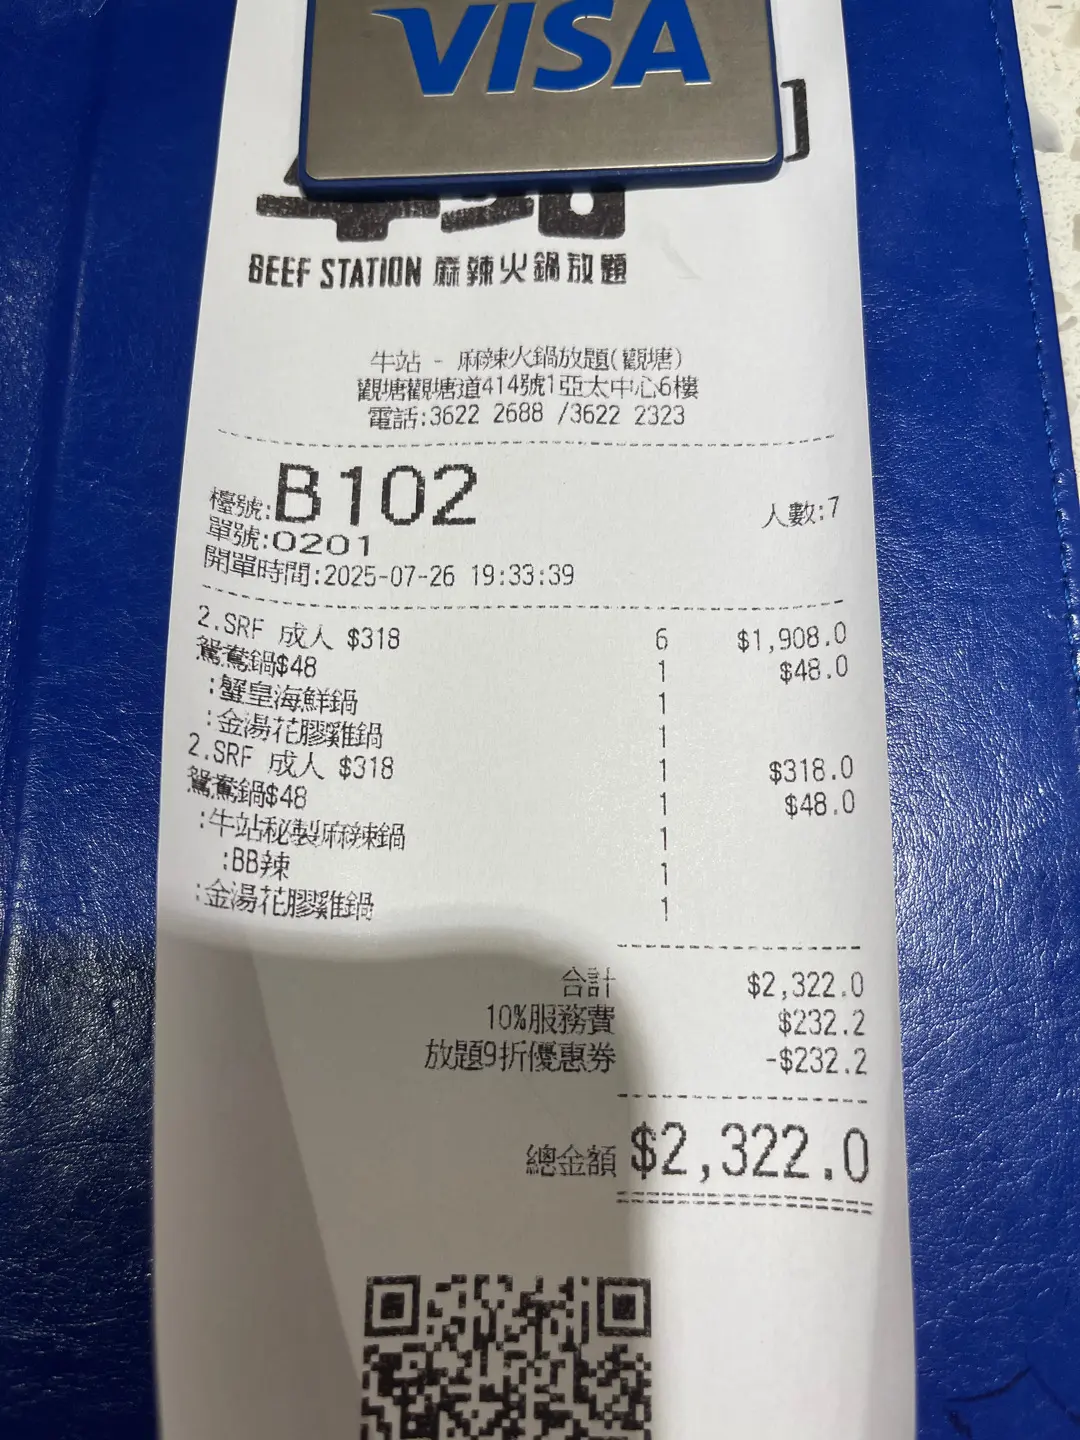 VISA
BEEF STATION 麻辣火鍋放題
牛站 - 麻辣火鍋放題(觀塘)
觀塘觀塘道414號1亞太中心6樓
電話:3622 2688 /3622 2323
檯號:B102 人數:7
單號:0201
開單時間:2025-07-26 19:33:39
2.SRF 成人 $318 6 $1,908.0
鴛鴦鍋$48 1 $48.0
:蟹皇海鮮鍋 1
:金湯花膠雞鍋 1
2.SRF 成人 $318 1 $318.0
鴛鴦鍋$48 1 $48.0
:牛站秘製麻辣鍋 1
:BB辣 1
:金湯花膠雞鍋 1
合計 $2,322.0
10%服務費 $232.2
放題9折優惠券 -$232.2
總金額 $2,322.0